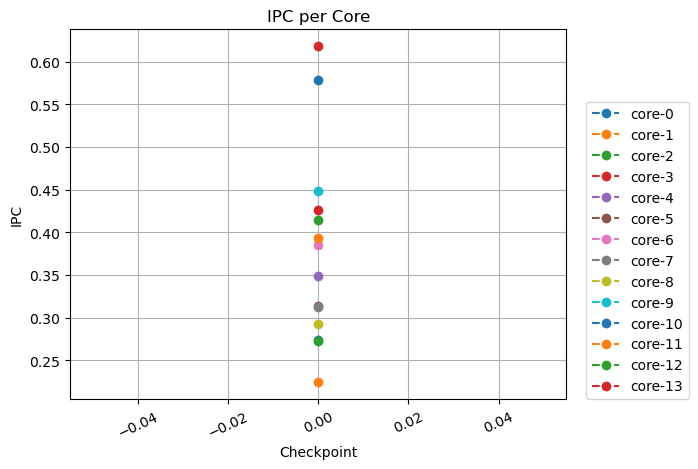 IPC per Core
IPC
0.60
0.55
0.50
0.45
0.40
0.35
0.30
0.25
−0.04
−0.02
0.00
0.02
0.04
Checkpoint
core-0
core-1
core-2
core-3
core-4
core-5
core-6
core-7
core-8
core-9
core-10
core-11
core-12
core-13